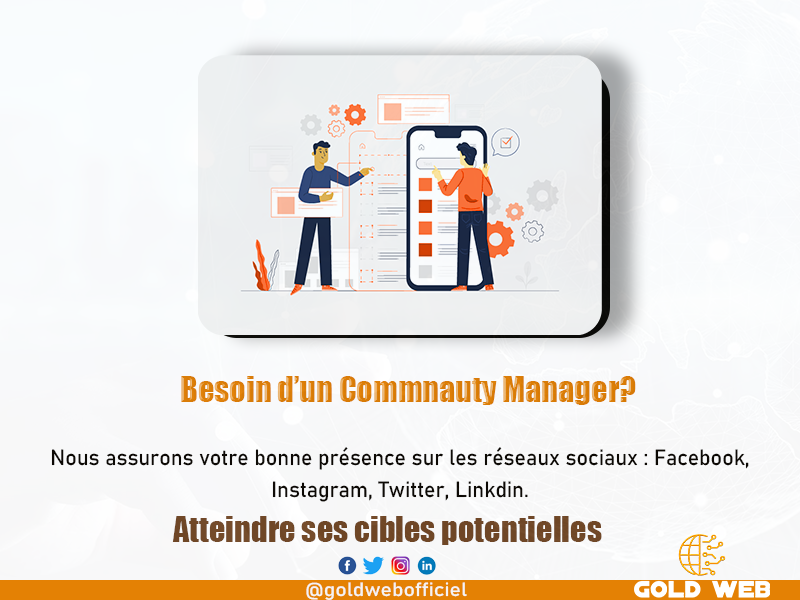 Besoin d'un Commnauty Manager?
Nous assurons votre bonne présence sur les réseaux sociaux : Facebook,
Instagram, Twitter, Linkdin.
Atteindre ses cibles potentielles
@goldwebofficiel
GOLD WEB